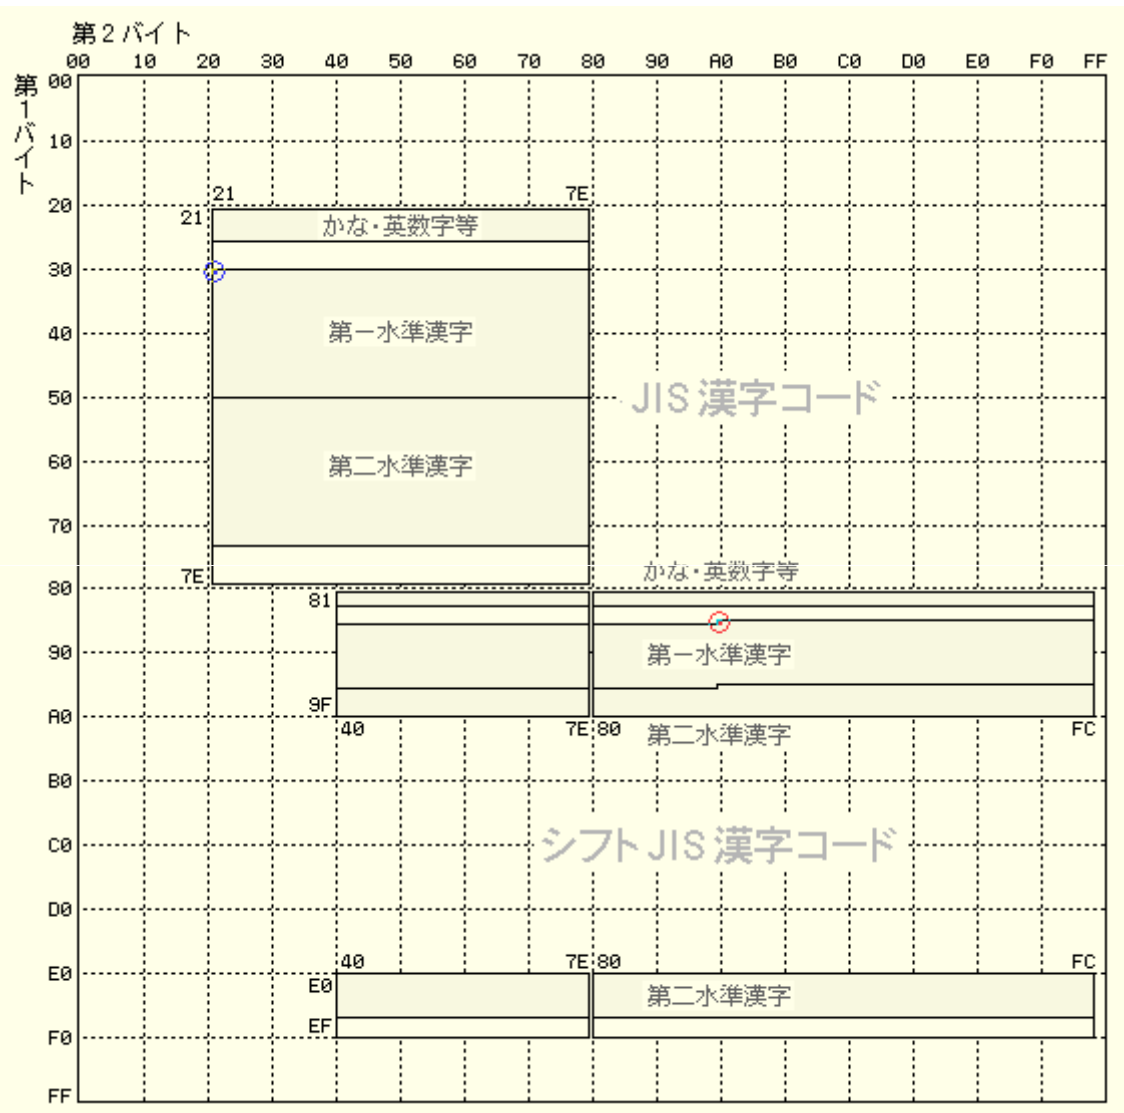 第2バイト
00 10 20 30 40 50 60 70 80 90 A0 B0 C0 D0 E0 F0 FF
第1バイト
00
10
20
21 7E
21
かな・英数字等
30
第一水準漢字
40
50
JIS漢字コード
60
第二水準漢字
70
7E
かな・英数字等
80
81
90
第一水準漢字
9F
A0
40 7E 80 FC
第二水準漢字
B0
C0
シフトJIS漢字コード
D0
40 7E 80 FC
E0
E0
第二水準漢字
EF
F0
FF